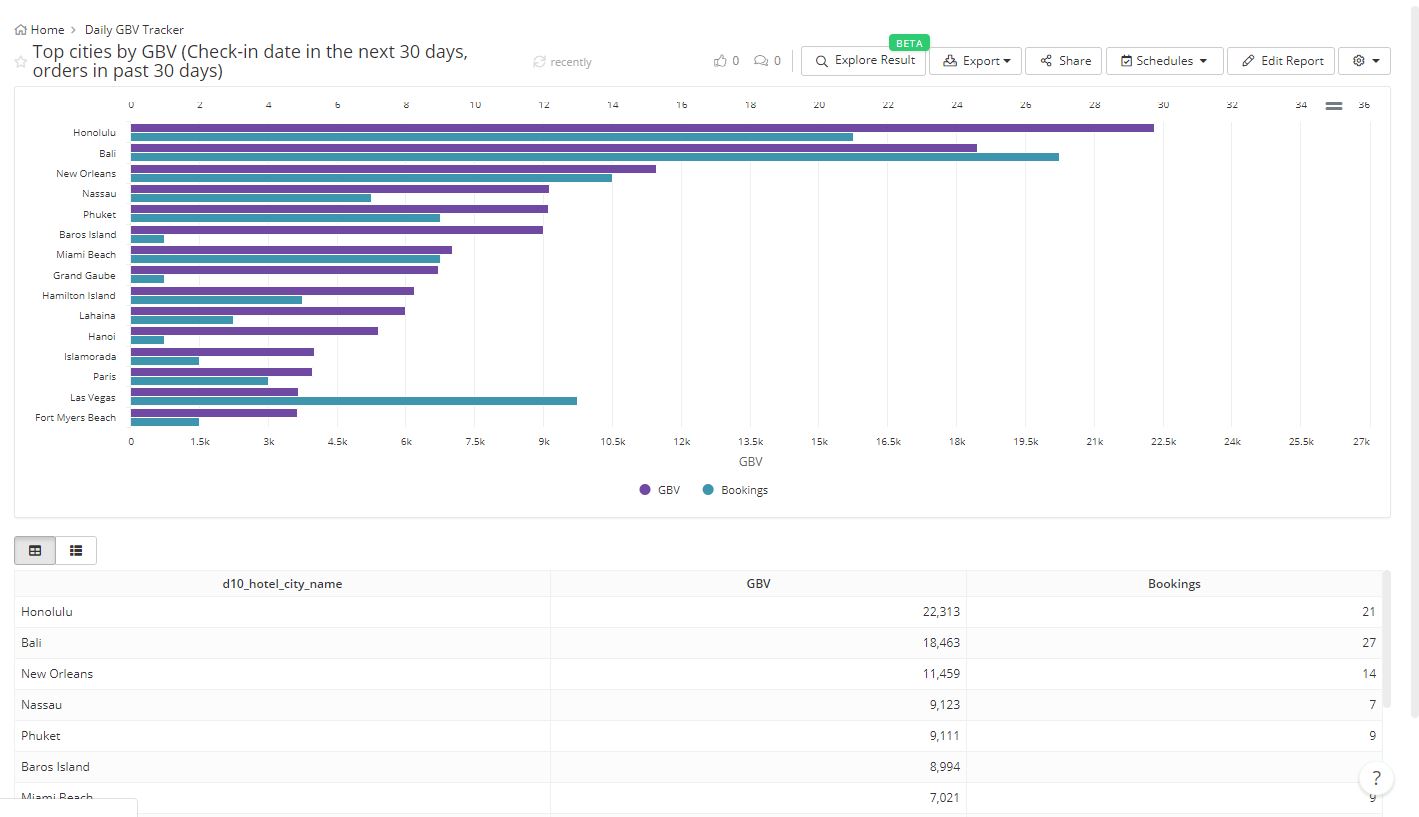 Home > Daily GBV Tracker
Top cities by GBV (Check-in date in the next 30 days,
orders in past 30 days)
recently
0 0
Explore Result
BETA
Export
Share
Schedules
Edit Report
0 2 4 6 8 10 12 14 16 18 20 22 24 26 28 30 32 34 36
Honolulu
Bali
New Orleans
Nassau
Phuket
Baros Island
Miami Beach
Grand Gaube
Hamilton Island
Lahaina
Hanoi
Islamorada
Paris
Las Vegas
Fort Myers Beach
0 1.5k 3k 4.5k 6k 7.5k 9k 10.5k 12k 13.5k 15k 16.5k 18k 19.5k 21k 22.5k 24k 25.5k 27k
GBV
GBV Bookings
d10_hotel_city_name GBV Bookings
Honolulu 22,313 21
Bali 18,463 27
New Orleans 11,459 14
Nassau 9,123 7
Phuket 9,111 9
Baros Island 8,994
?
Miami Beach 7,021 9